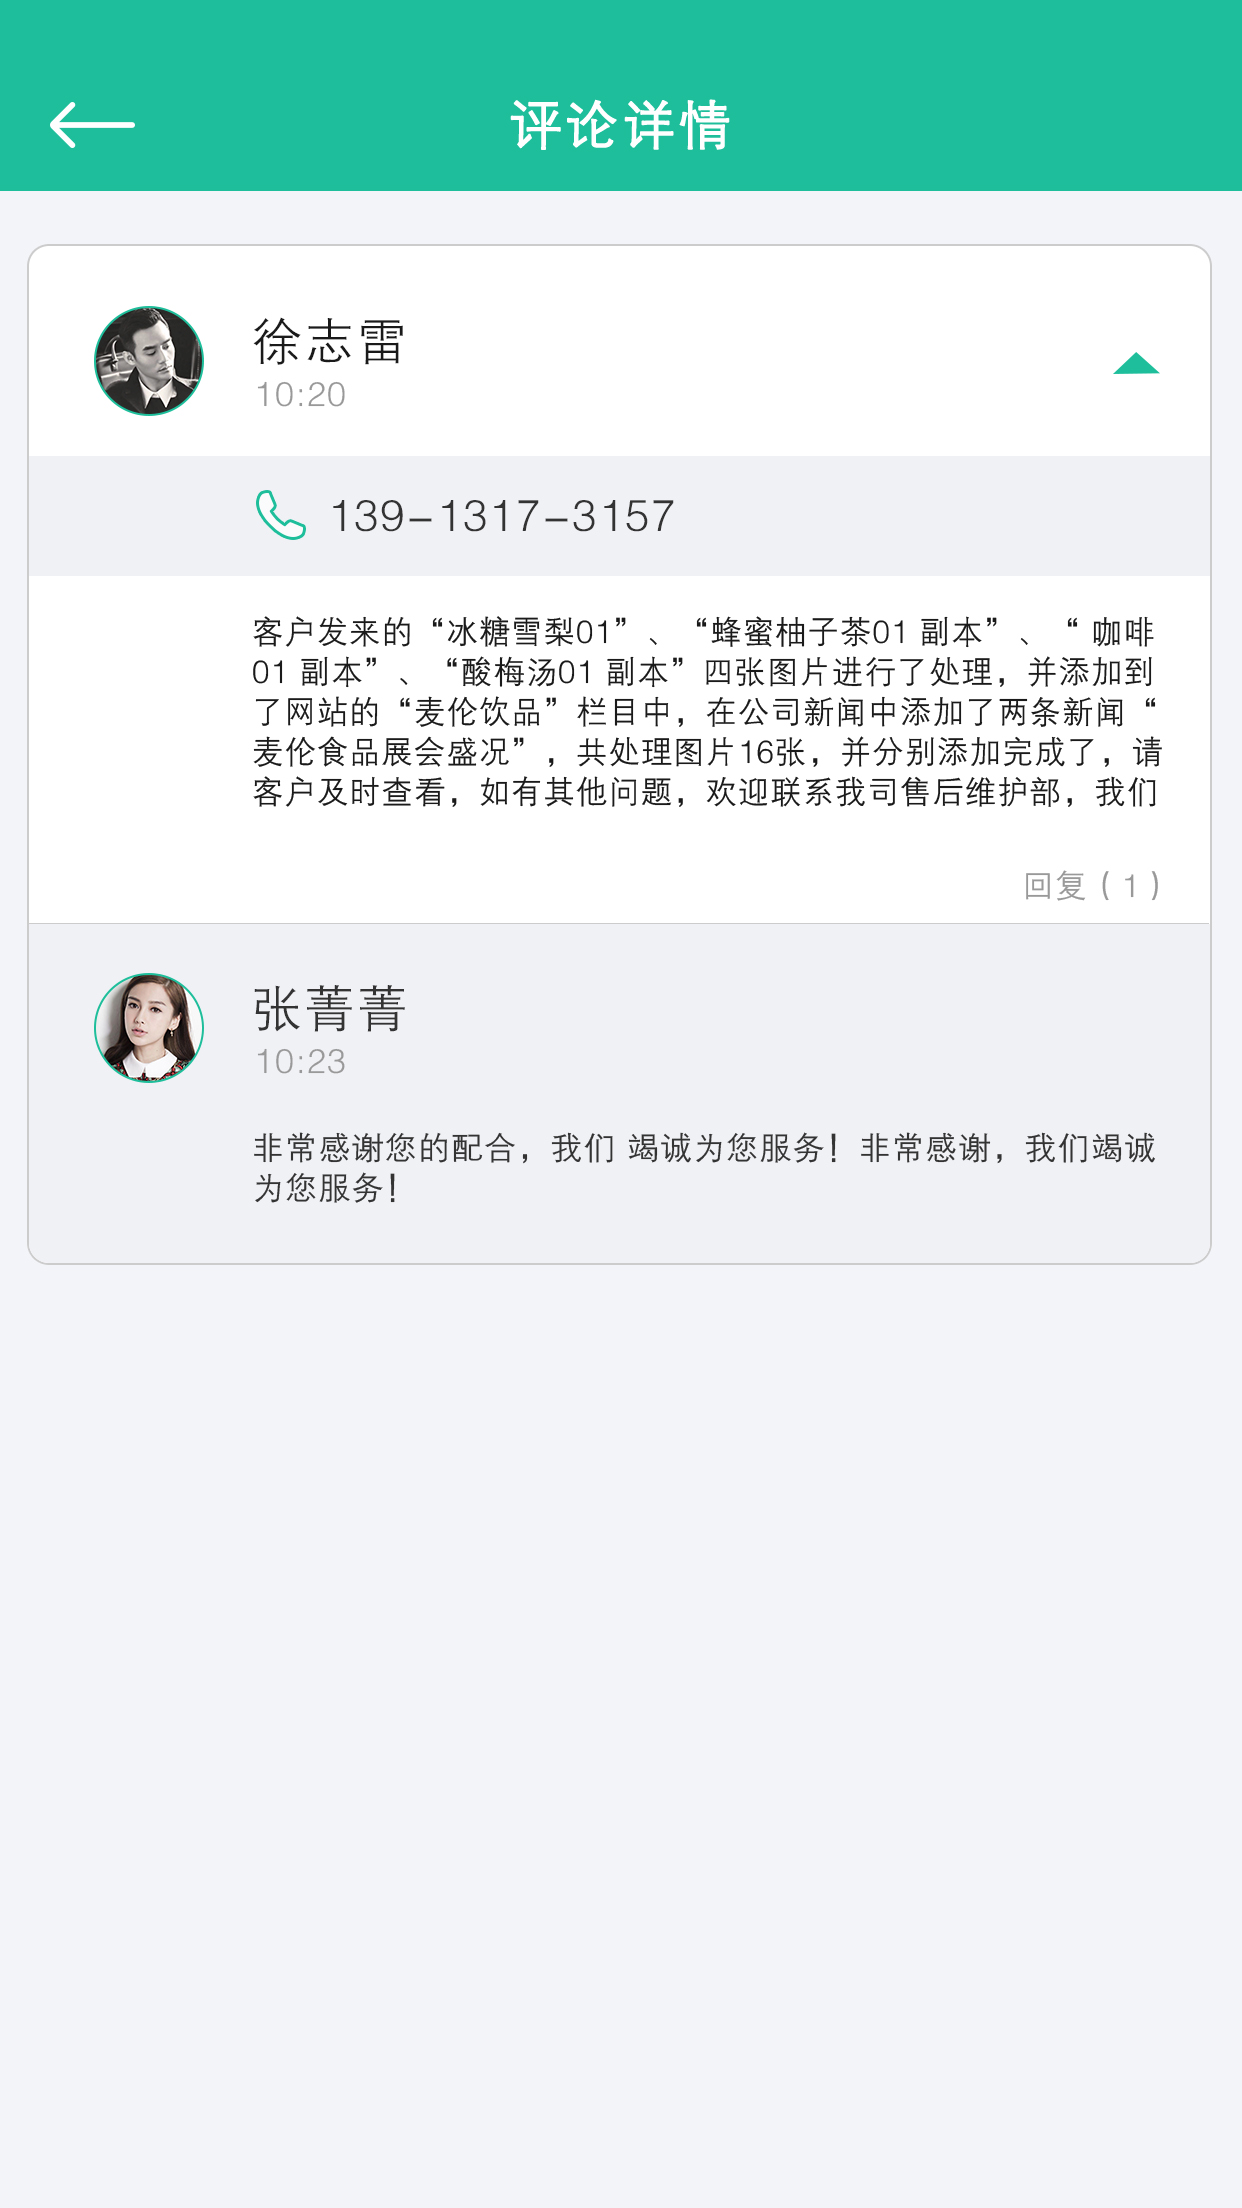 评论详情
徐志雷
10:20
139-1317-3157
客户发来的“冰糖雪梨01”、“蜂蜜柚子茶01 副本”、“ 咖啡
01 副本”、“酸梅汤01 副本”四张图片进行了处理，并添加到
了网站的“麦伦饮品”栏目中，在公司新闻中添加了两条新闻“
麦伦食品展会盛况”，共处理图片16张，并分别添加完成了，请
客户及时查看，如有其他问题，欢迎联系我司售后维护部，我们
回复（1）
张菁菁
10:23
非常感谢您的配合，我们 竭诚为您服务！非常感谢，我们竭诚
为您服务！